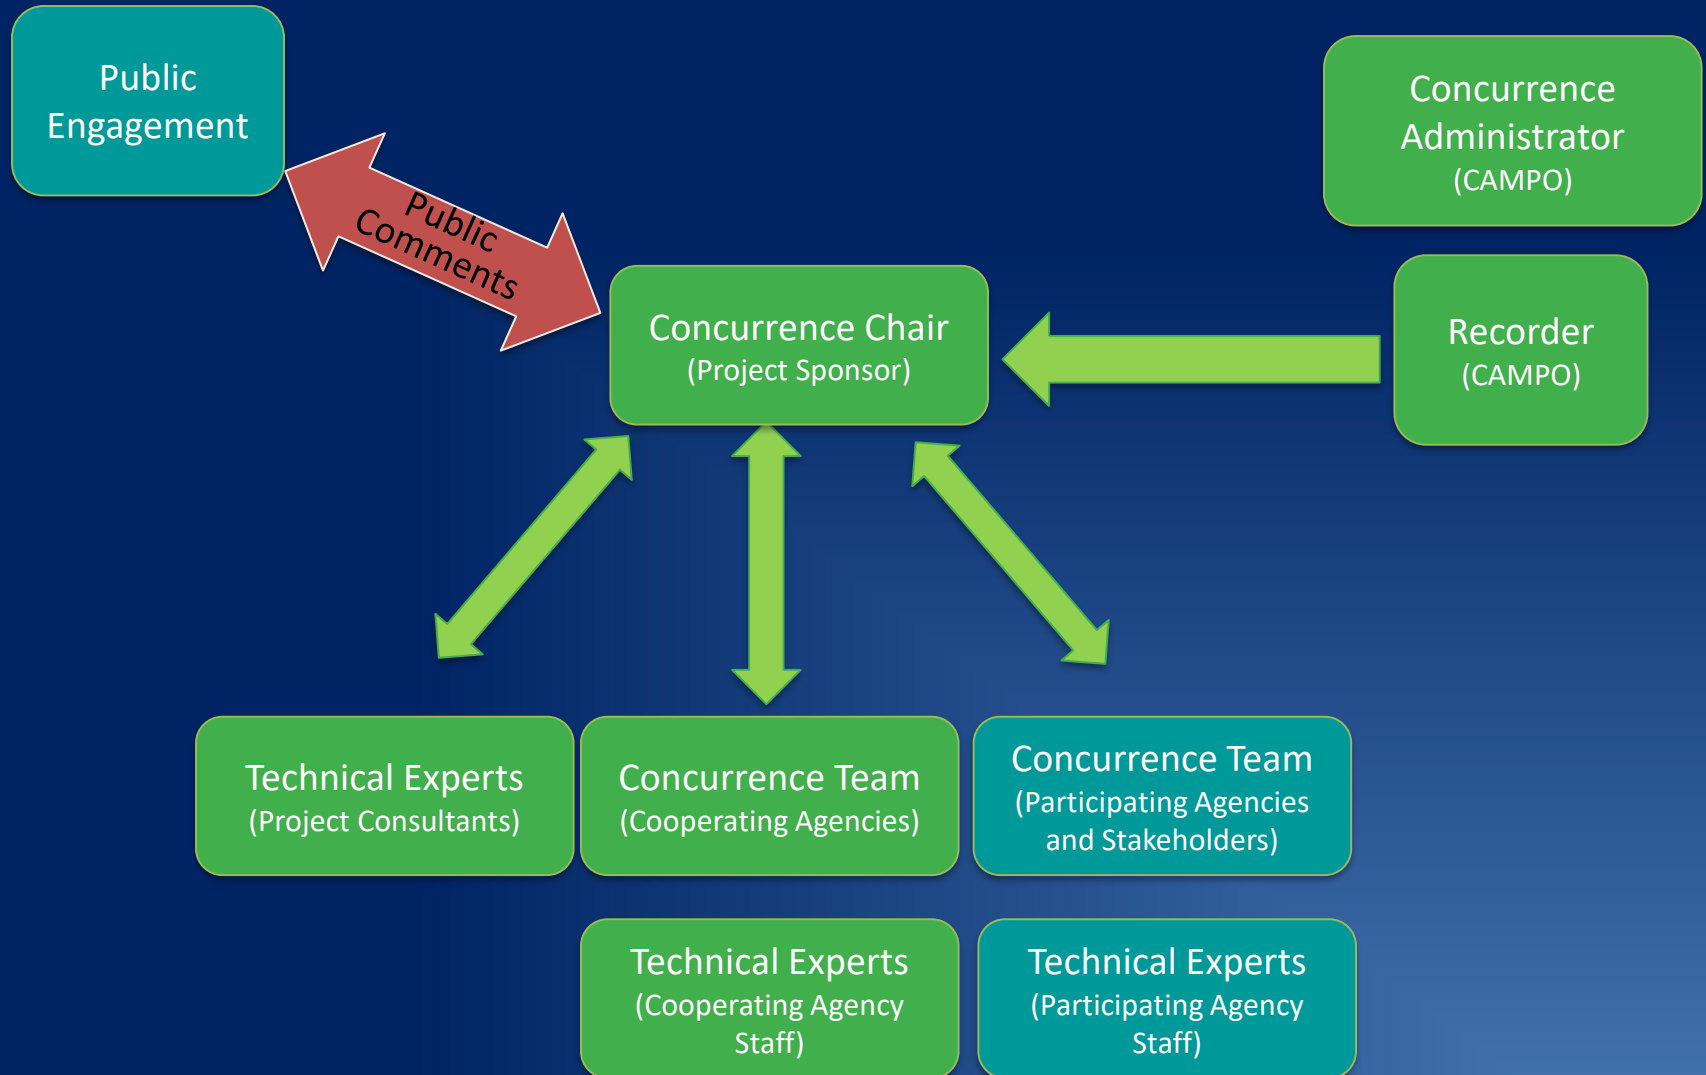 Public
Engagement
Concurrence
Administrator
(CAMPO)
Public
Comments
Concurrence Chair
(Project Sponsor)
Recorder
(CAMPO)
Technical Experts
(Project Consultants)
Concurrence Team
(Cooperating Agencies)
Concurrence Team
(Participating Agencies
and Stakeholders)
Technical Experts
(Cooperating Agency
Staff)
Technical Experts
(Participating Agency
Staff)